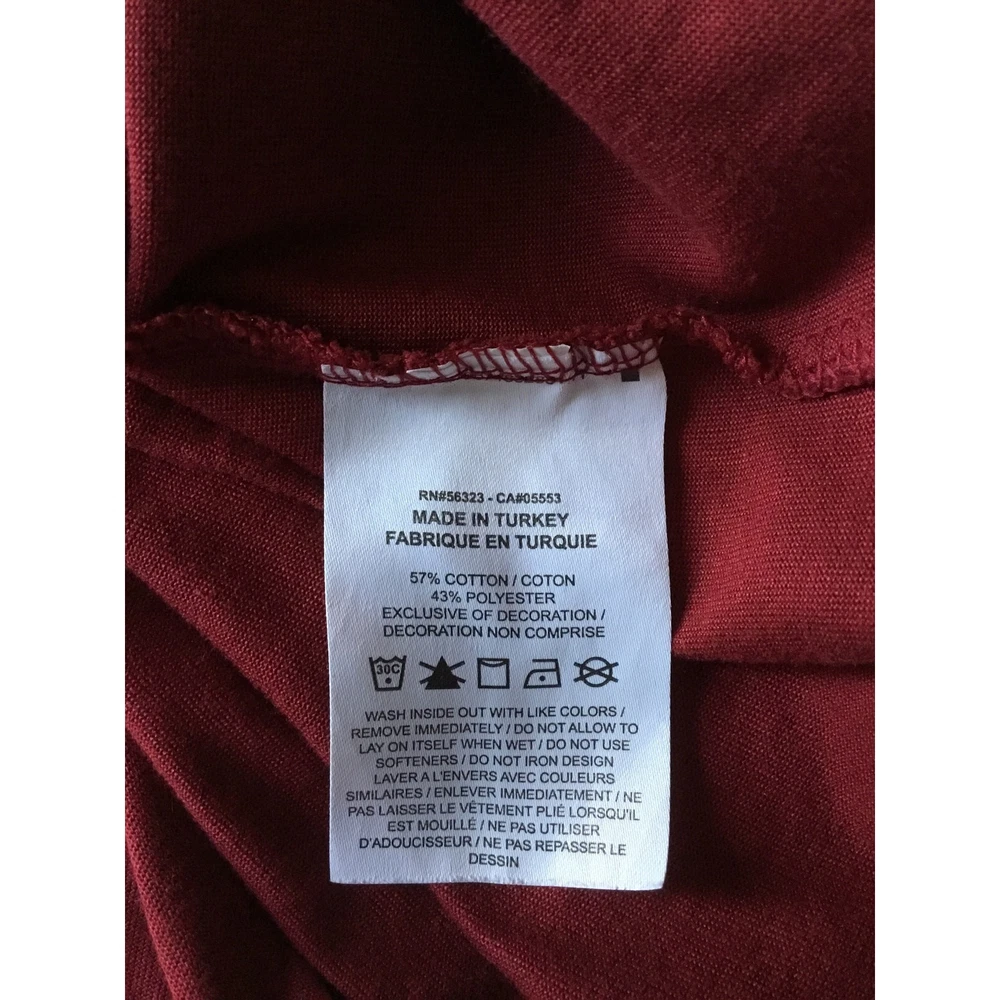 RN#56323 - CA#05553
MADE IN TURKEY
FABRIQUE EN TURQUIE
57% COTTON / COTON
43% POLYESTER
EXCLUSIVE OF DECORATION /
DECORATION NON COMPRISE
30C
WASH INSIDE OUT WITH LIKE COLORS /
REMOVE IMMEDIATELY / DO NOT ALLOW TO
LAY ON ITSELF WHEN WET / DO NOT USE
SOFTENERS / DO NOT IRON DESIGN
LAVER A L'ENVERS AVEC COULEURS
SIMILAIRES / ENLEVER IMMEDIATEMENT / NE
PAS LAISSER LE VÊTEMENT PLIÉ LORSQU'IL
EST MOUILLÉ / NE PAS UTILISER
D'ADOUCISSEUR / NE PAS REPASSER LE
DESSIN